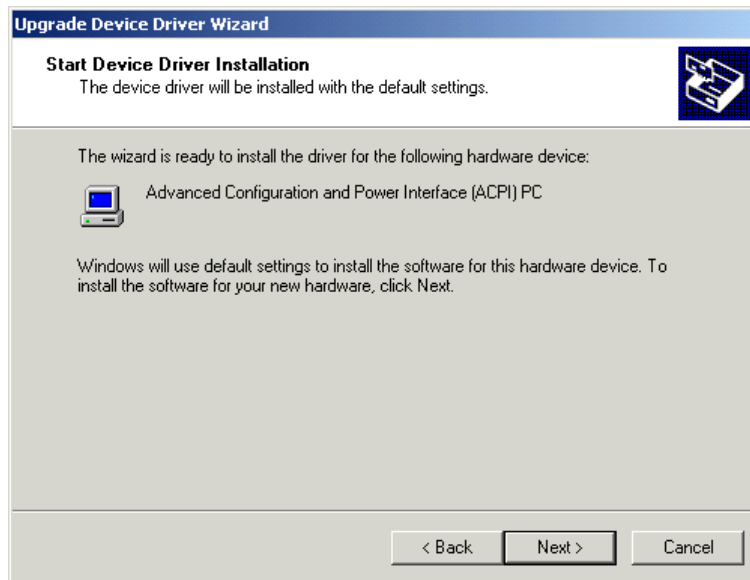 Upgrade Device Driver Wizard
Start Device Driver Installation
The device driver will be installed with the default settings.
The wizard is ready to install the driver for the following hardware device:
Advanced Configuration and Power Interface (ACPI) PC
Windows will use default settings to install the software for this hardware device. To
install the software for your new hardware, click Next.
< Back Next > Cancel